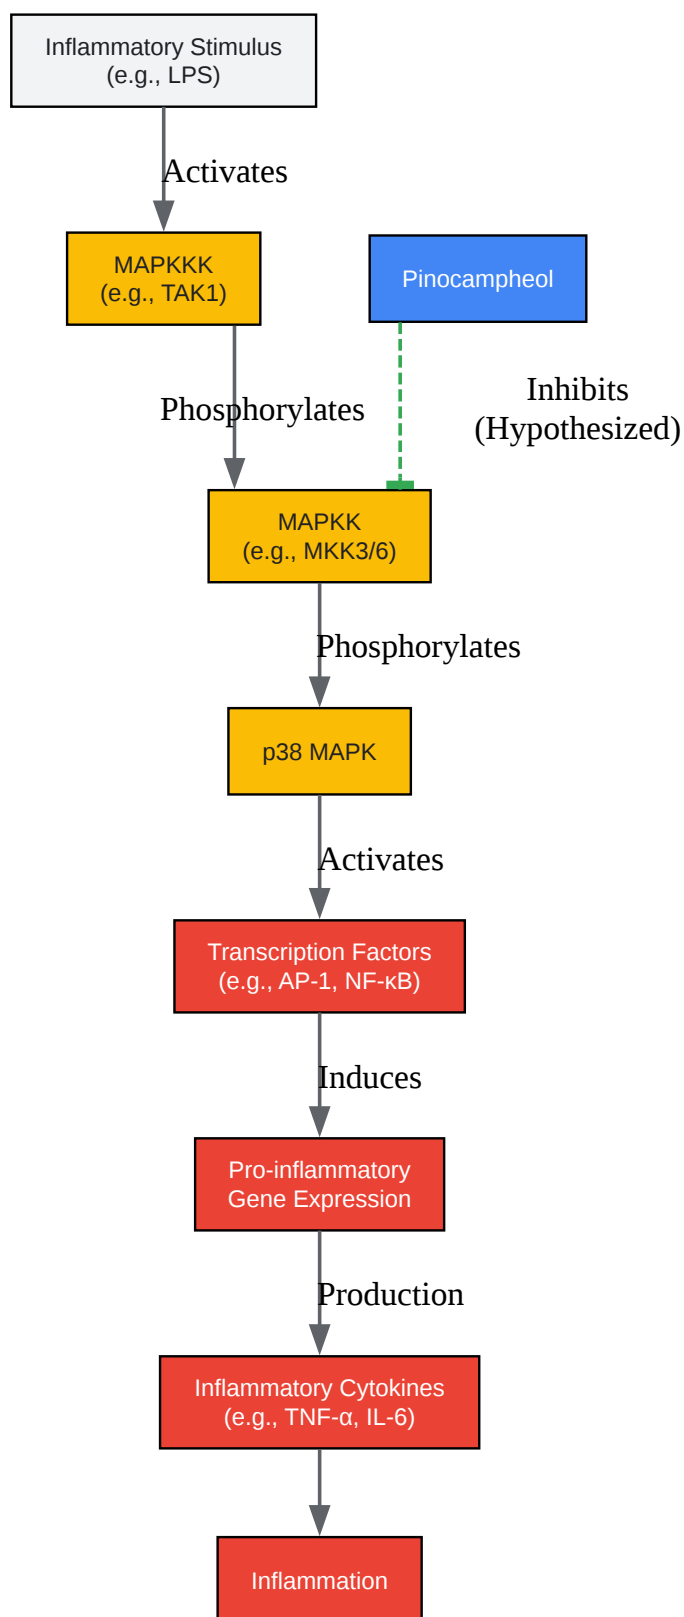 Inflammatory Stimulus
(e.g., LPS)
Activates
MAPKKK
(e.g., TAK1)
Pinocampheol
Phosphorylates
Inhibits
(Hypothesized)
MAPKK
(e.g., MKK3/6)
Phosphorylates
p38 MAPK
Activates
Transcription Factors
(e.g., AP-1, NF-κB)
Induces
Pro-inflammatory
Gene Expression
Production
Inflammatory Cytokines
(e.g., TNF-α, IL-6)
Inflammation